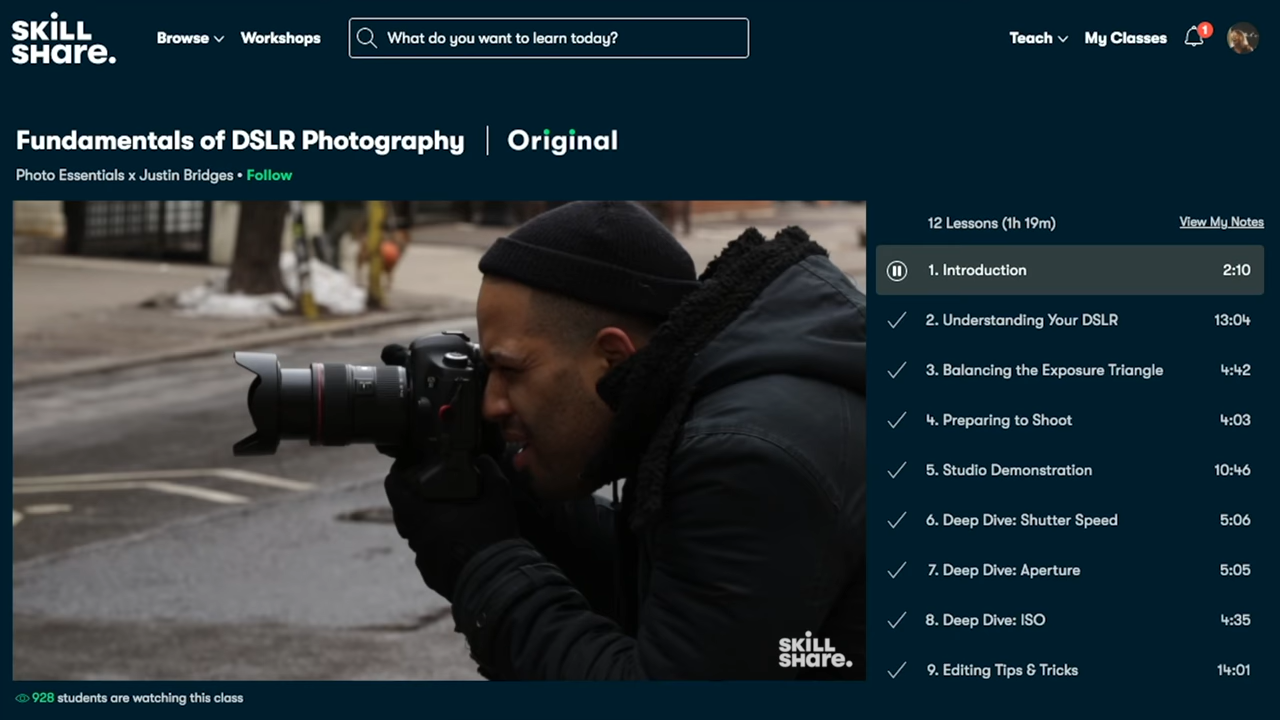 SKILL
SHARE.
Browse
Workshops
What do you want to learn today?
Teach
My Classes
1
Fundamentals of DSLR Photography | Original
Photo Essentials x Justin Bridges • Follow
12 Lessons (1h 19m)
View My Notes
1. Introduction 2:10
2. Understanding Your DSLR 13:04
3. Balancing the Exposure Triangle 4:42
4. Preparing to Shoot 4:03
5. Studio Demonstration 10:46
6. Deep Dive: Shutter Speed 5:06
7. Deep Dive: Aperture 5:05
8. Deep Dive: ISO 4:35
9. Editing Tips & Tricks 14:01
SKILL
SHARE.
928 students are watching this class